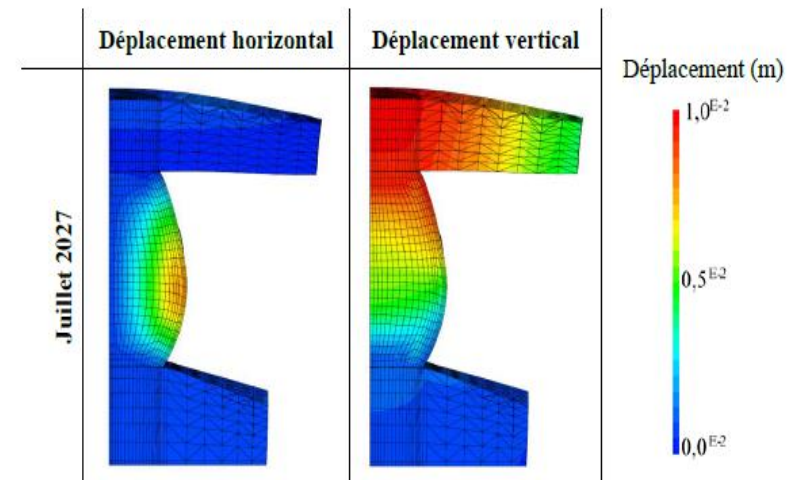 Déplacement horizontal
Déplacement vertical
Déplacement (m)
Juillet 2027
1,0E-2
0,5E-2
0,0E-2